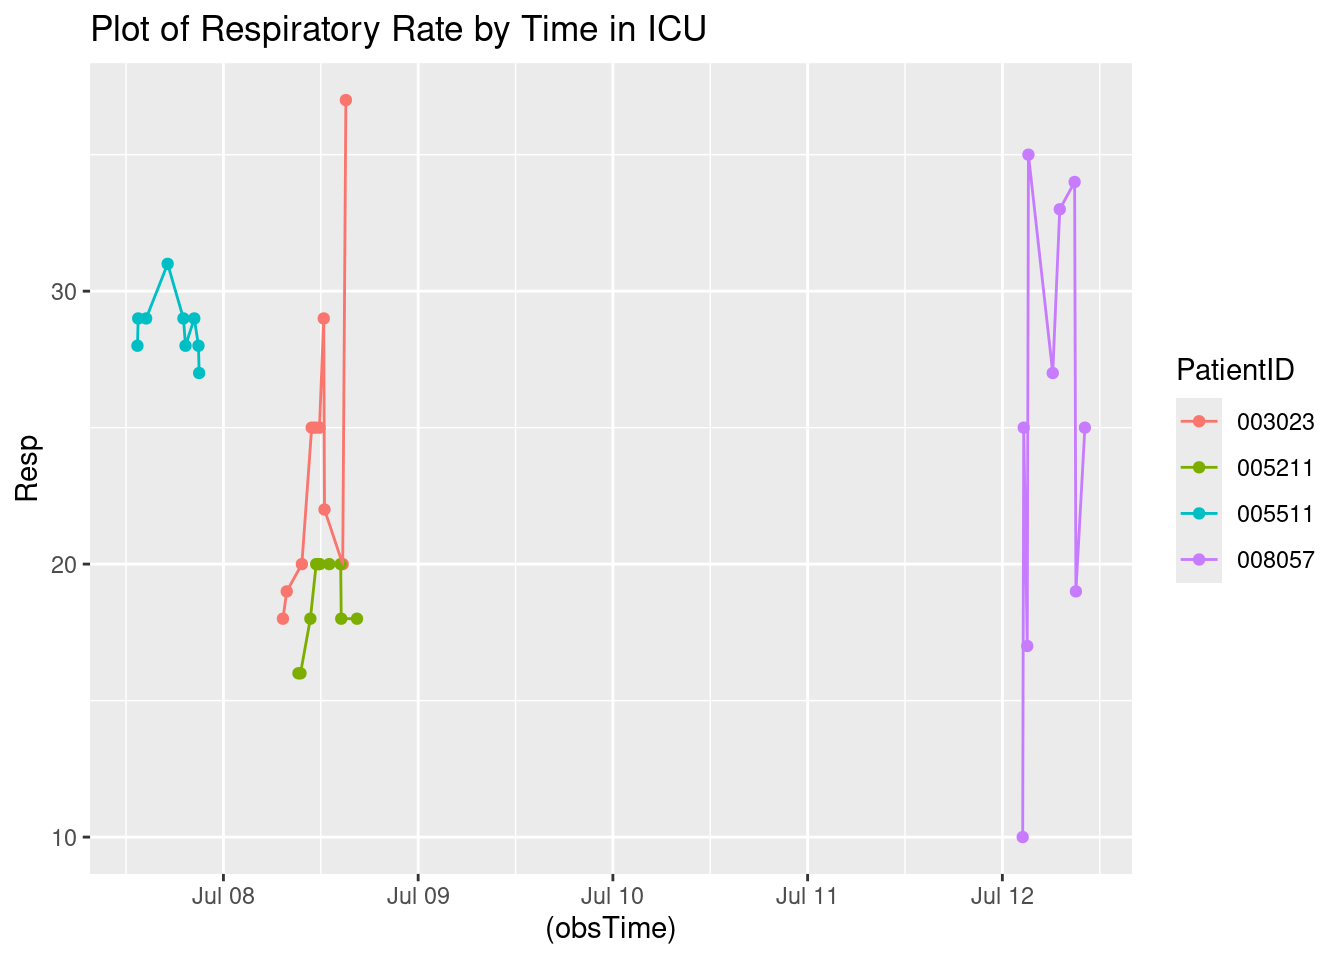 Plot of Respiratory Rate by Time in ICU
Resp
30
20
10
Jul 08
Jul 09
Jul 10
Jul 11
Jul 12
(obsTime)
PatientID
003023
005211
005511
008057